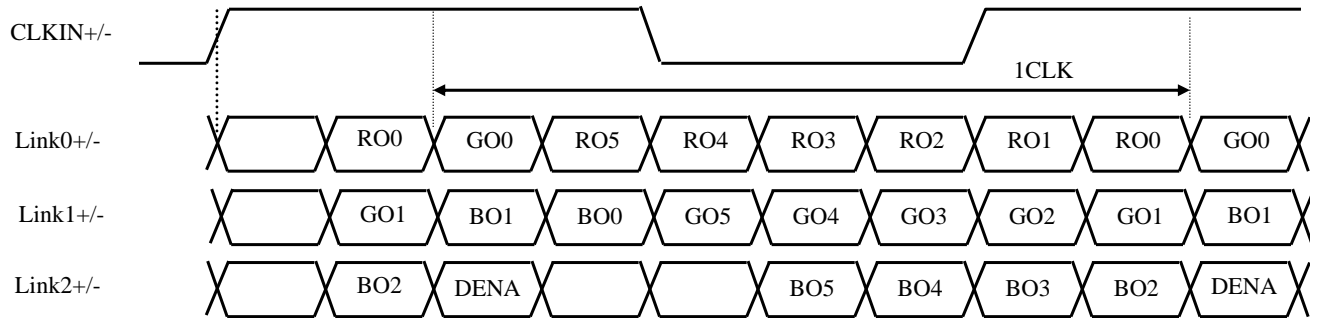 CLKIN+/-
1CLK
Link0+/- RO0 GO0 RO5 RO4 RO3 RO2 RO1 RO0 GO0
Link1+/- GO1 BO1 BO0 GO5 GO4 GO3 GO2 GO1 BO1
Link2+/- BO2 DENA BO5 BO4 BO3 BO2 DENA